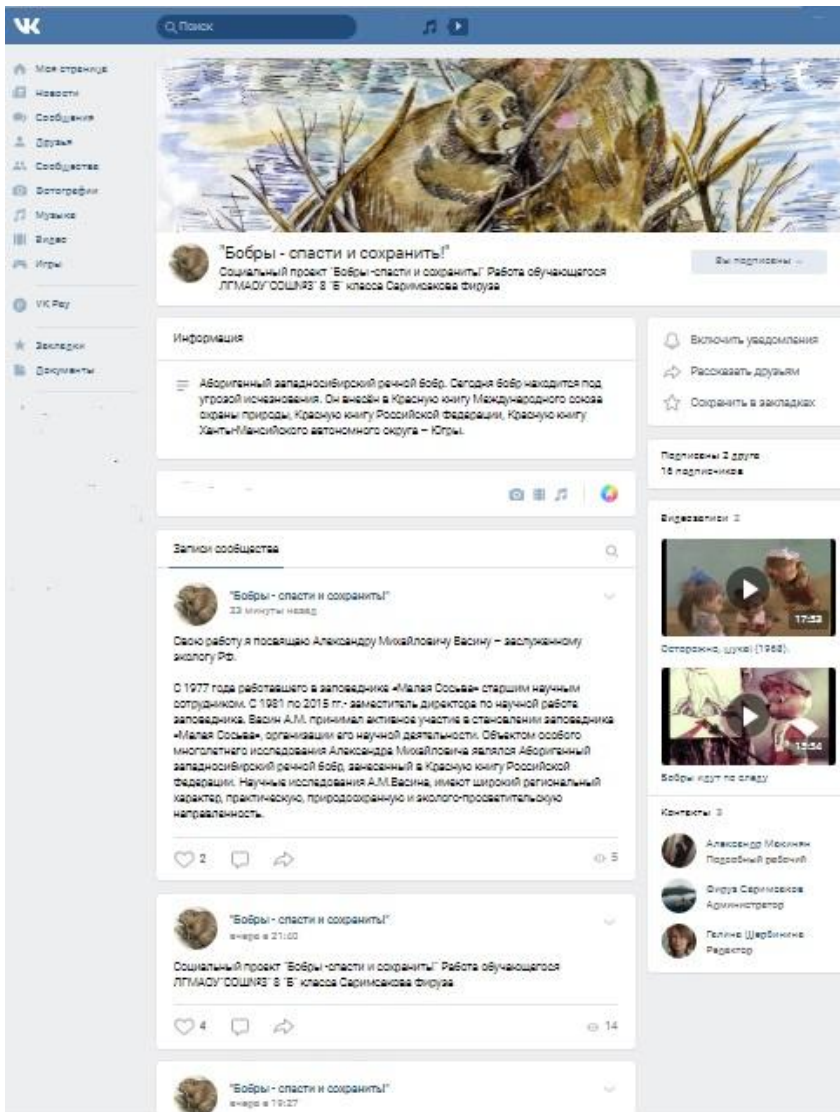 Поиск
Моя страница
Новости
Сообщения
Друзья
Сообщества
Фотографии
Музыка
Видео
Игры
VK Pay
Закладки
Документы
"Бобры - спасти и сохранить!"
Социальный проект "Бобры -спасти и сохранить!" Работа обучающегося
ЛГМАОУ"СОШ№3" 8 "Б" класса Саримсакова Фируза
Вы подписаны
Информация
Аборигенный западносибирский речной бобр. Сегодня бобр находится под
угрозой исчезновения. Он внесён в Красную книгу Международного союза
охраны природы, Красную книгу Российской Федерации, Красную книгу
Ханты-Мансийского автономного округа – Югры.
Записи сообщества
"Бобры - спасти и сохранить!"
33 минуты назад
Свою работу я посвящаю Александру Михайловичу Васину – заслуженному
экологу РФ.
С 1977 года работавшего в заповеднике «Малая Сосьва» старшим научным
сотрудником. С 1981 по 2015 гг.- заместитель директора по научной работе
заповедника. Васин А.М. принимал активное участие в становлении заповедника
«Малая Сосьва», организации его научной деятельности. Объектом особого
многолетнего исследования Александра Михайловича являлся Аборигенный
западносибирский речной бобр, занесенный в Красную книгу Российской
Федерации. Научные исследования А.М.Васина, имеют широкий региональный
характер, практическую, природоохранную и эколого-просветительскую
направленность.
2
5
"Бобры - спасти и сохранить!"
вчера в 21:40
Социальный проект "Бобры -спасти и сохранить!" Работа обучающегося
ЛГМАОУ"СОШ№3" 8 "Б" класса Саримсакова Фируза
4
14
"Бобры - спасти и сохранить!"
вчера в 19:27
Включить уведомления
Рассказать друзьям
Сохранить в закладках
Подписаны 2 друга
16 подписчиков
Видеозаписи 2
17:53
Осторожно, щука! (1968).
13:54
Бобры идут по следу
Контакты 3
Александр Мекинян
Подсобный рабочий
Фируз Саримсаков
Администратор
Галина Щербинина
Редактор